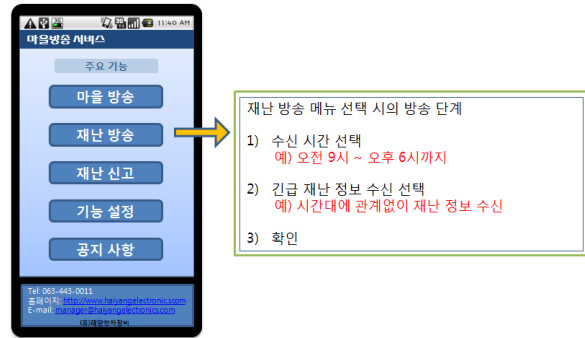 11:40 AM
마을방송 서비스
주요 기능
마을 방송
재난 방송
재난 신고
기능 설정
공지 사항
Tel: 063-443-0011
홈페이지: http://www.haiyangelectronics.com
E-mail: manager@haiyangelectronics.com
(유)해양전자장비
재난 방송 메뉴 선택 시의 방송 단계
1) 수신 시간 선택
예) 오전 9시 ~ 오후 6시까지
2) 긴급 재난 정보 수신 선택
예) 시간대에 관계없이 재난 정보 수신
3) 확인